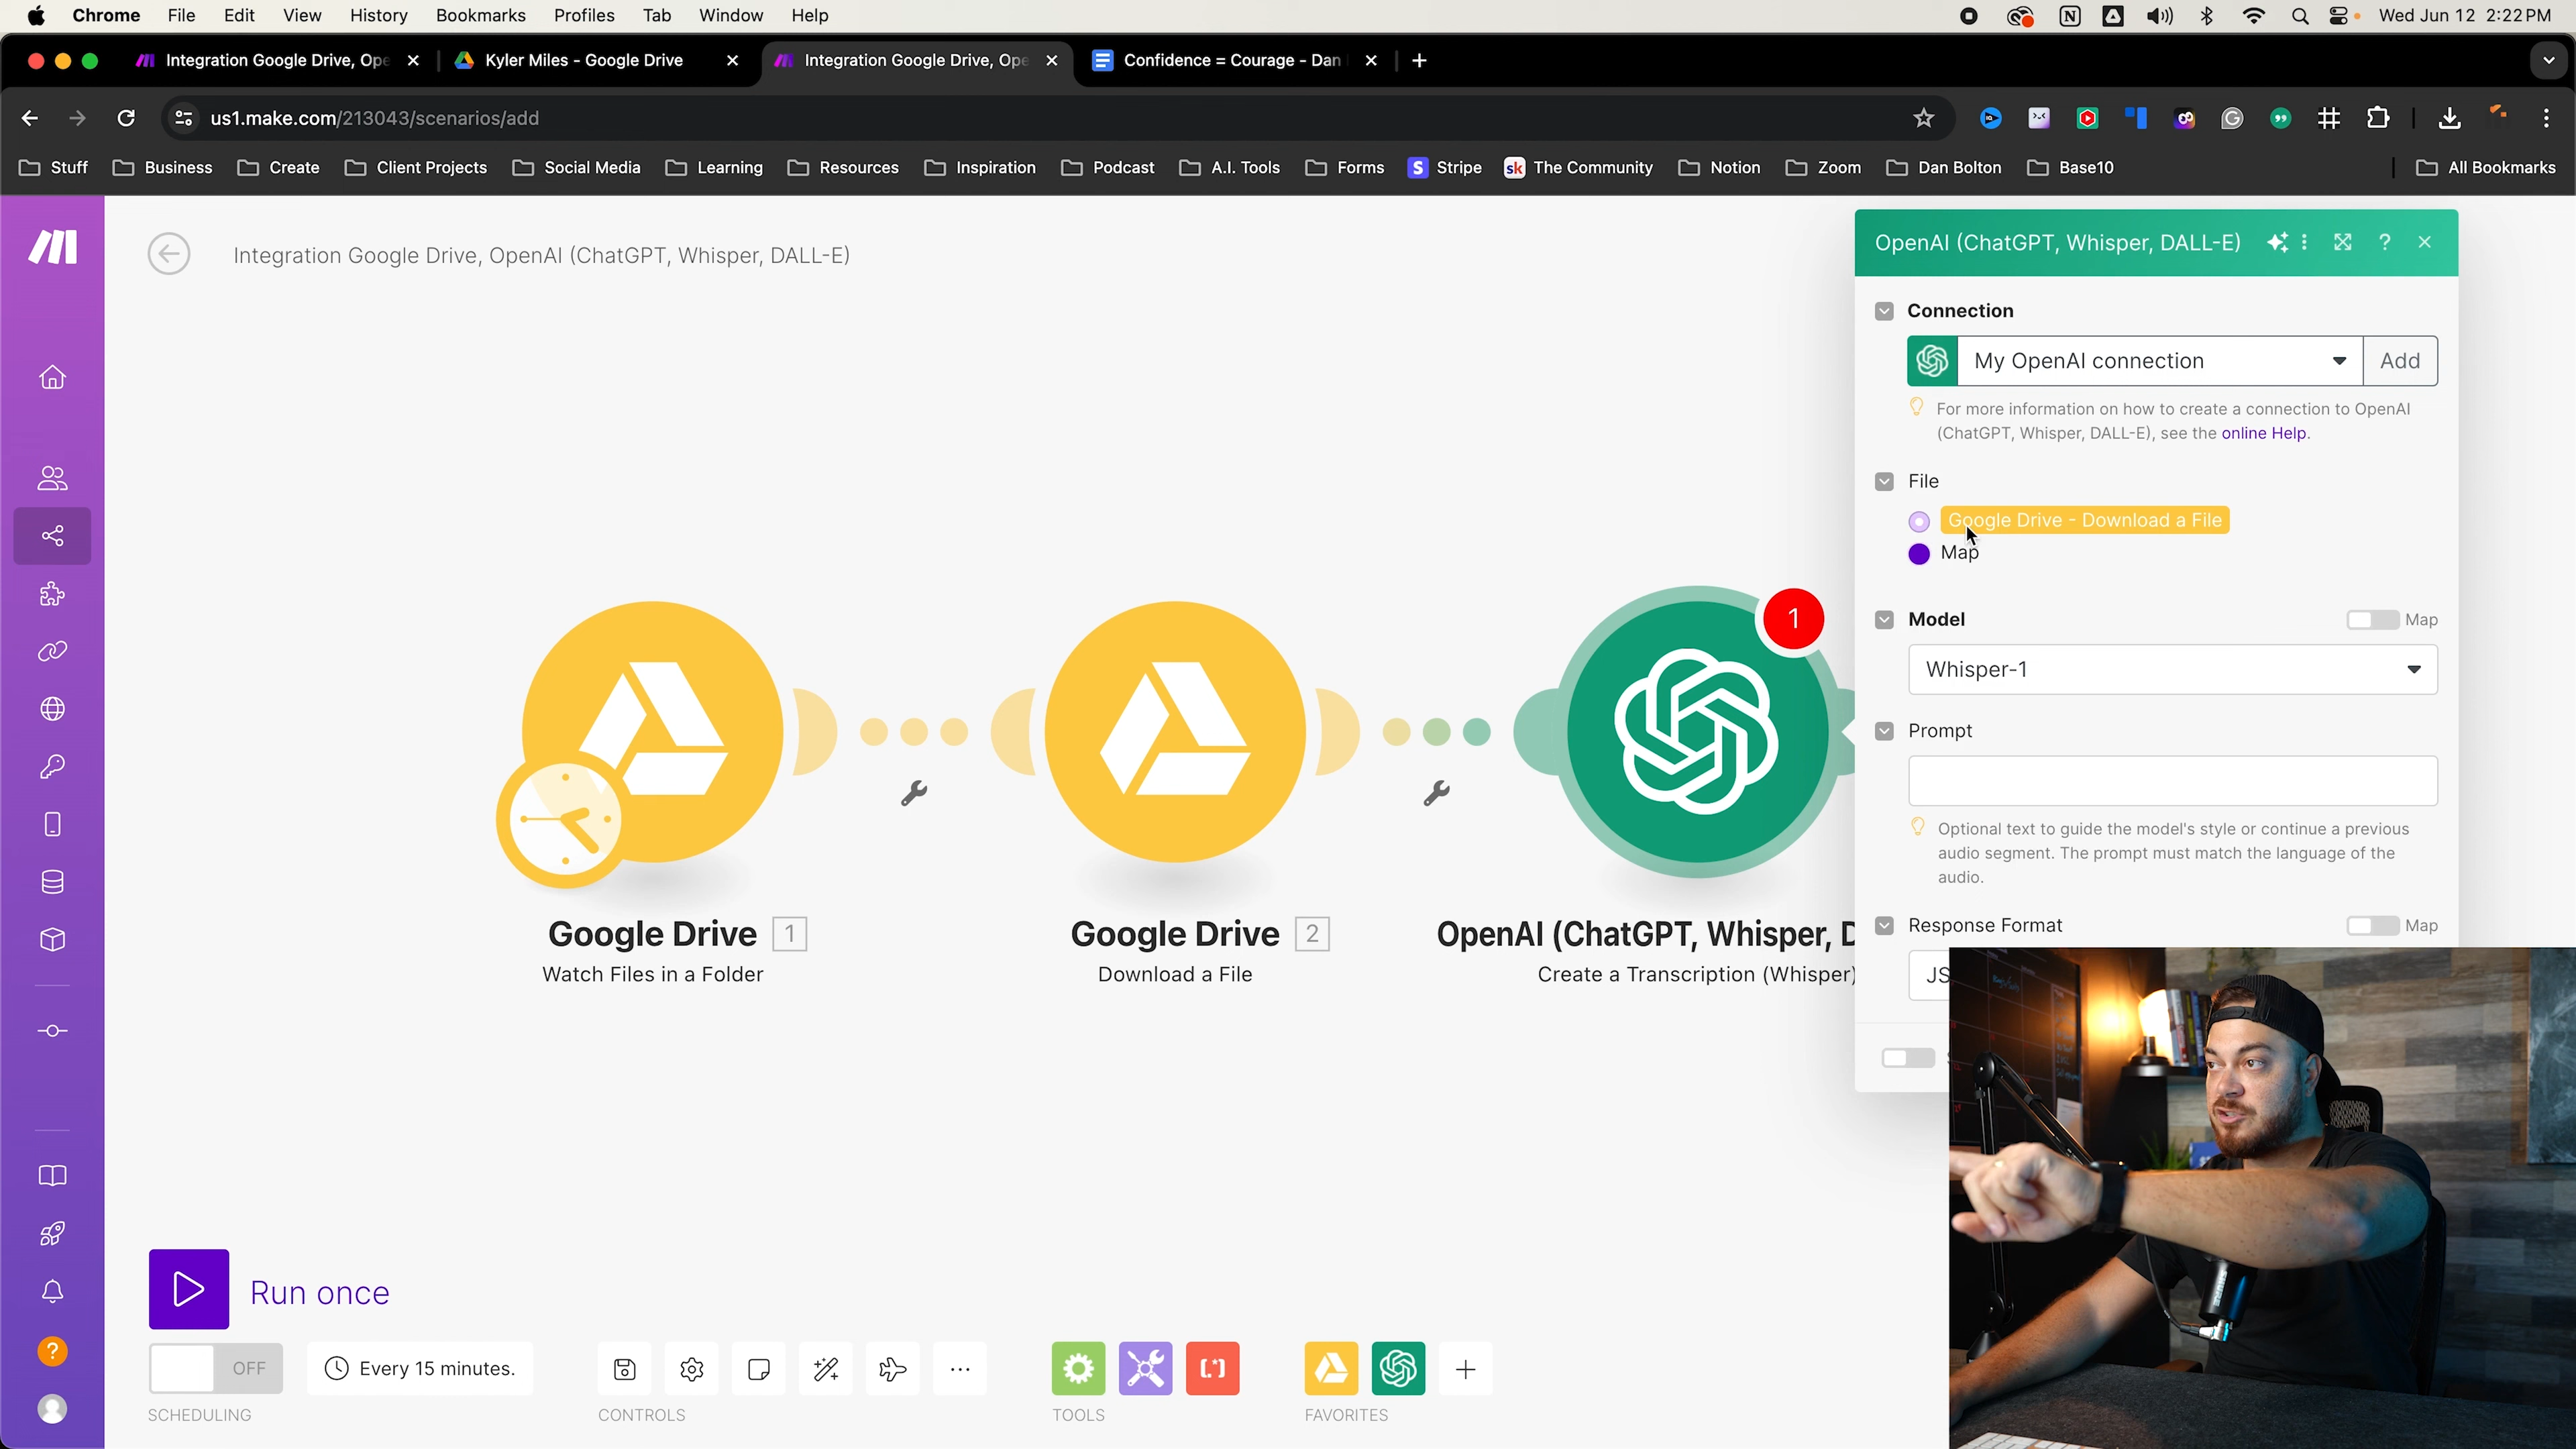 Chrome File Edit View History Bookmarks Profiles Tab Window Help Wed Jun 12 2:22 PM
Integration Google Drive, Ope Kyler Miles - Google Drive Integration Google Drive, Ope Confidence = Courage - Dan
us1.make.com/213043/scenarios/add
Stuff Business Create Client Projects Social Media Learning Resources Inspiration Podcast A.I. Tools Forms Stripe The Community Notion Zoom Dan Bolton Base10 All Bookmarks
Integration Google Drive, OpenAI (ChatGPT, Whisper, DALL-E)
OpenAI (ChatGPT, Whisper, DALL-E)
Connection
My OpenAI connection Add
For more information on how to create a connection to OpenAI
(ChatGPT, Whisper, DALL-E), see the online Help.
File
Google Drive - Download a File
Map
Model Map
Whisper-1
Prompt
Optional text to guide the model's style or continue a previous
audio segment. The prompt must match the language of the
audio.
Response Format Map
JS
1
Google Drive 1
Watch Files in a Folder
Google Drive 2
Download a File
OpenAI (ChatGPT, Whisper, D
Create a Transcription (Whisper)
Run once
OFF Every 15 minutes.
SCHEDULING CONTROLS TOOLS FAVORITES